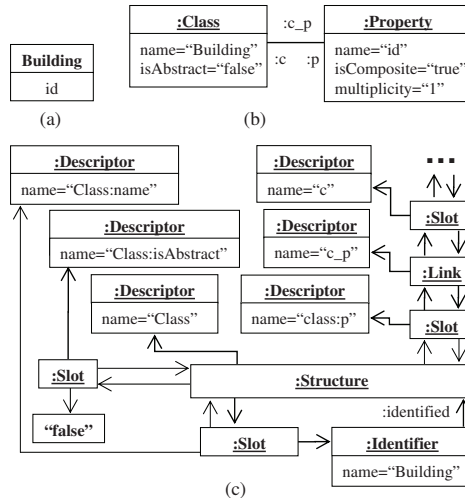 Building
id
(a)
:Class
name=“Building”
isAbstract=“false”
:c_p
:c :p
:Property
name=“id”
isComposite=“true”
multiplicity=“1”
(b)
:Descriptor
name=“Class:name”
:Descriptor
name=“Class:isAbstract”
:Descriptor
name=“Class”
:Descriptor
name=“c”
:Descriptor
name=“c_p”
:Descriptor
name=“class:p”
...
:Slot
:Link
:Slot
:Slot
“false”
:Structure
:identified
:Slot
:Identifier
name=“Building”
(c)